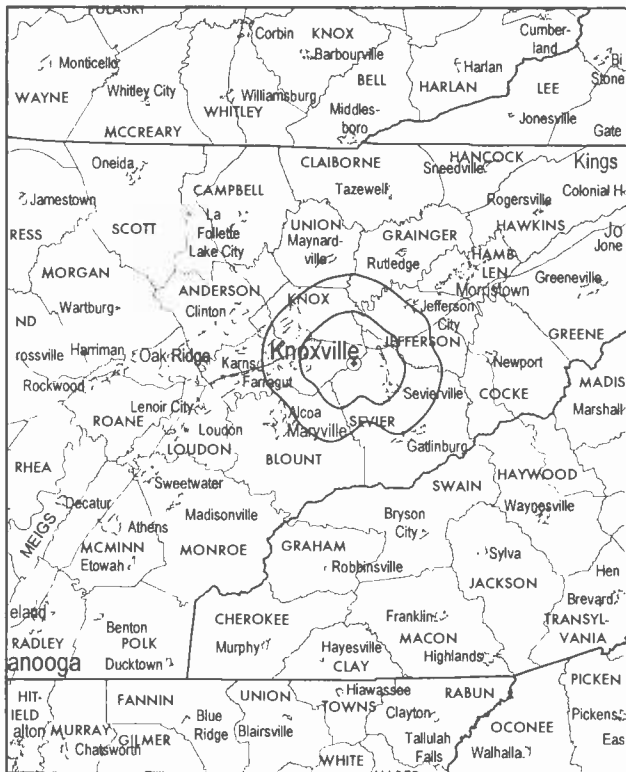 PULASKI
Corbin
KNOX
Cumber-
land
Monticello
Barbourville
Harlan
Bi
Stone
BELL
WAYNE
Whitley City
WHITLEY
Williamsburg
HARLAN
LEE
Middles-
boro
Jonesville
MCCREARY
Gate
Oneida
CLAIBORNE
HANCOCK
Sneedville
Kings
Jamestown
CAMPBELL
Tazewell
Rogersville
Colonial H
RESS
SCOTT
La
Follette
Lake City
UNION
Maynard-
ville
GRAINGER
HAWKINS
Jo
Jone
Rutledge
HAMB-
LEN
MORGAN
ANDERSON
Morristown
Greeneville
Wartburg
Clinton
KNOX
Jefferson
City
ND
GREENE
rossville
Harriman
Oak Ridge
Karns
Knoxville
JEFFERSON
Newport
MADIS
Rockwood
Farragut
Sevierville
COCKE
Marshall
ROANE
Lenoir City
Alcoa
Maryville
SEVIER
Loudon
Gatlinburg
LOUDON
BLOUNT
RHEA
SWAIN
HAYWOOD
Sweetwater
Waynesville
MEIGS
Decatur
Madisonville
Bryson
City
Athens
MCMINN
Etowah
MONROE
GRAHAM
Sylva
Robbinsville
JACKSON
Hen
Brevard
eland
CHEROKEE
Franklin
TRANSYL-
VANIA
RADLEY
Benton
POLK
Murphy
Hayesville
CLAY
MACON
Highlands
anooga
Ducktown
PICKEN
HIT-
IELD
FANNIN
UNION
Hiawassee
TOWNS
RABUN
alton
MURRAY
Chatsworth
GILMER
Blue
Ridge
Blairsville
Clayton
OCONEE
Pickens
Tallulah
Falls
Walhalla
Eas
WHITE